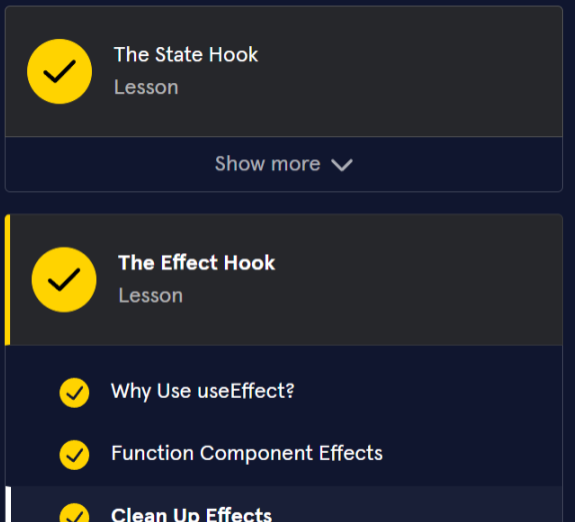 The State Hook
Lesson
Show more
The Effect Hook
Lesson
Why Use useEffect?
Function Component Effects
Clean Up Effects